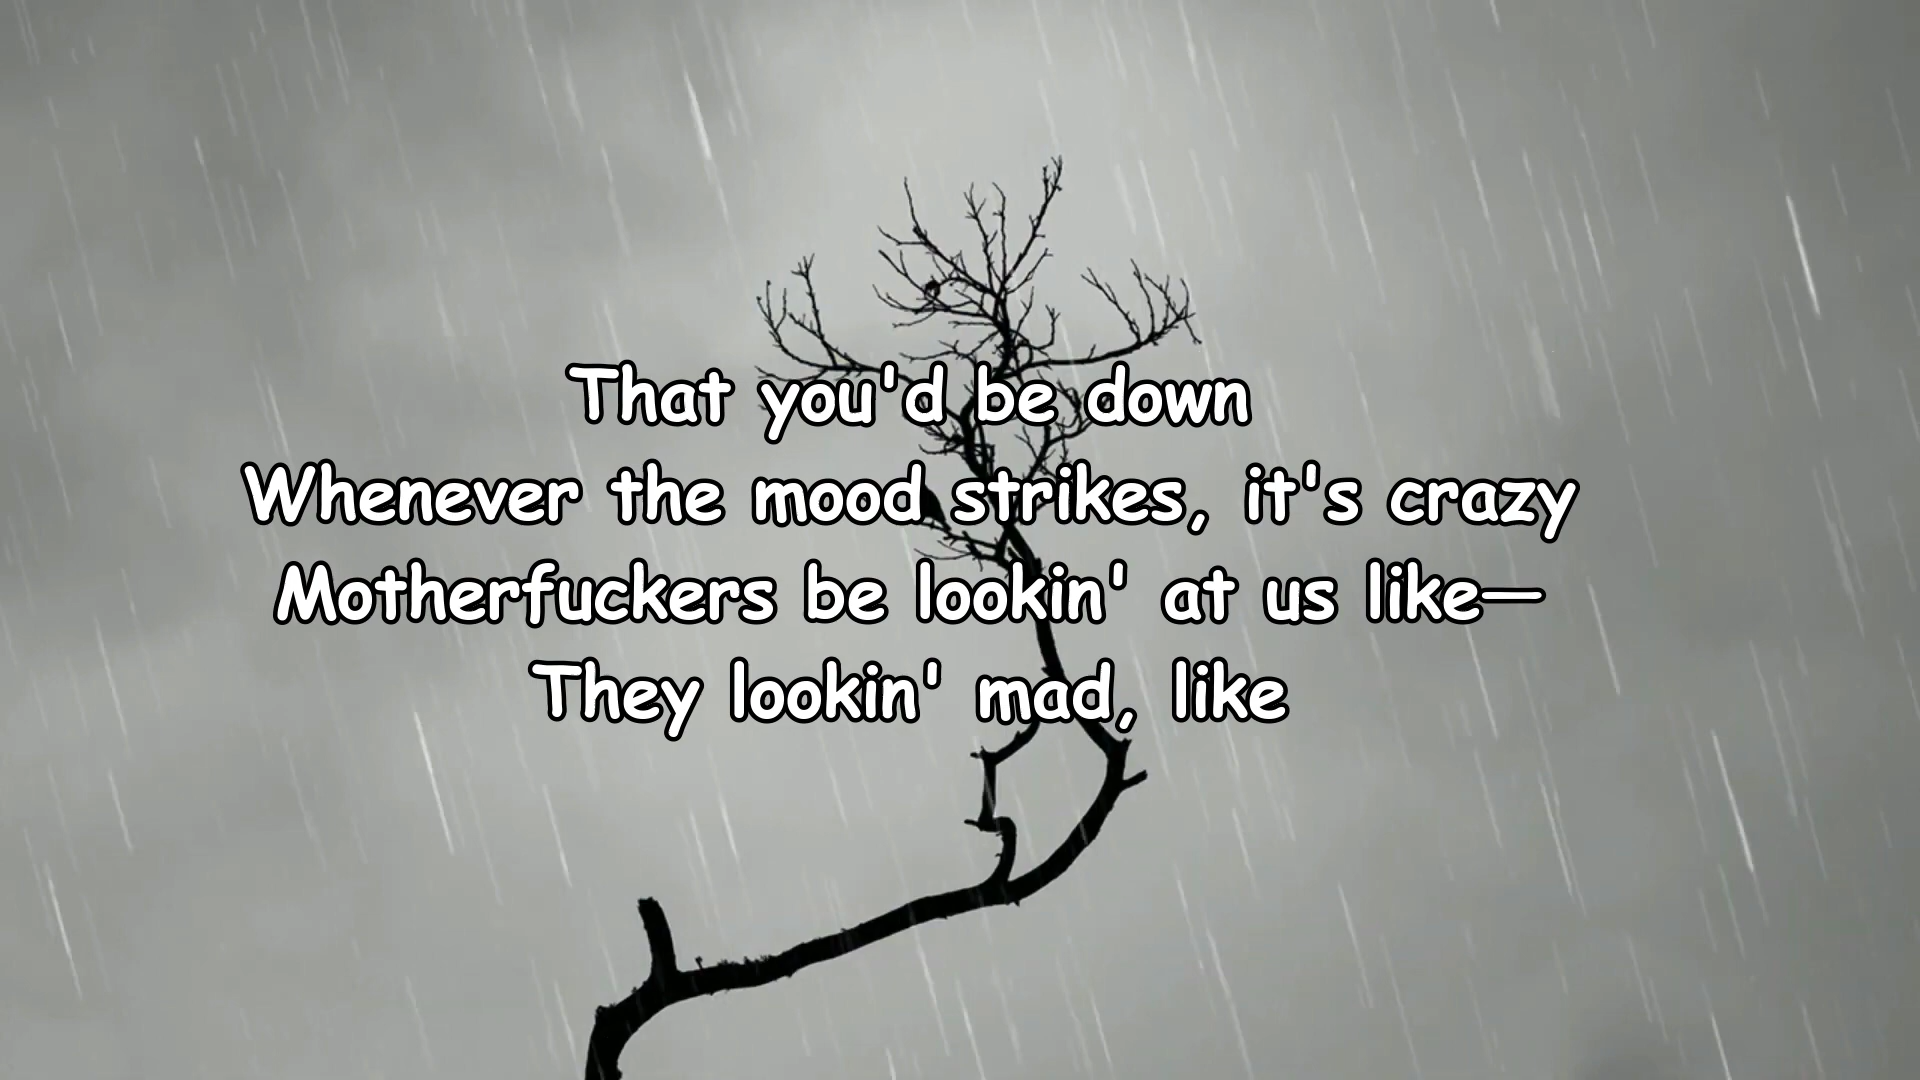 That you'd be down
Whenever the mood strikes, it's crazy
Motherfuckers be lookin' at us like—
They lookin' mad, like